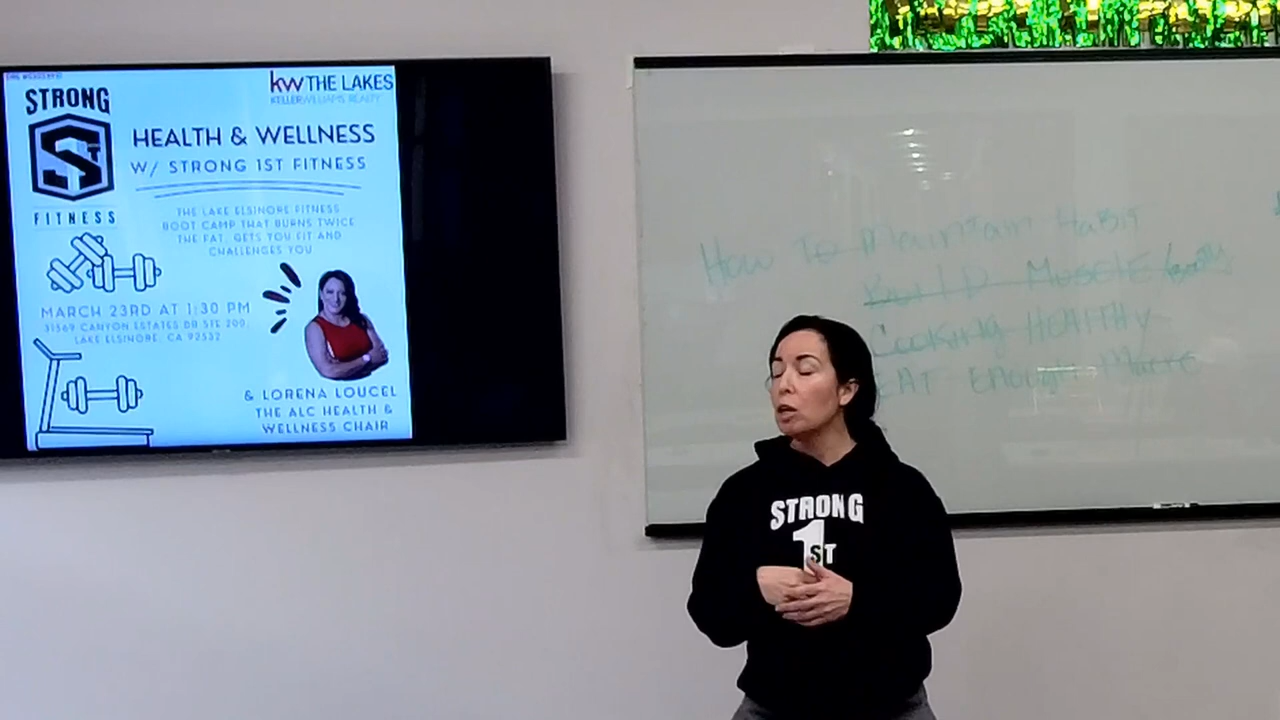 STRONG
ST
FITNESS
kw THE LAKES
KELLERWILLIAMS REALTY
HEALTH & WELLNESS
W/ STRONG 1ST FITNESS
THE LAKE ELSINORE FITNESS
BOOT CAMP THAT BURNS TWICE
THE FAT, GETS YOU FIT AND
CHALLENGES YOU
MARCH 23RD AT 1:30 PM
31569 CANYON ESTATES DR STE 200,
LAKE ELSINORE, CA 92532
& LORENA LOUCEL
THE ALC HEALTH &
WELLNESS CHAIR
How To Maintain Habit
Build Muscle
Cooking HEALTHy
EAT Enough
STRONG
1ST